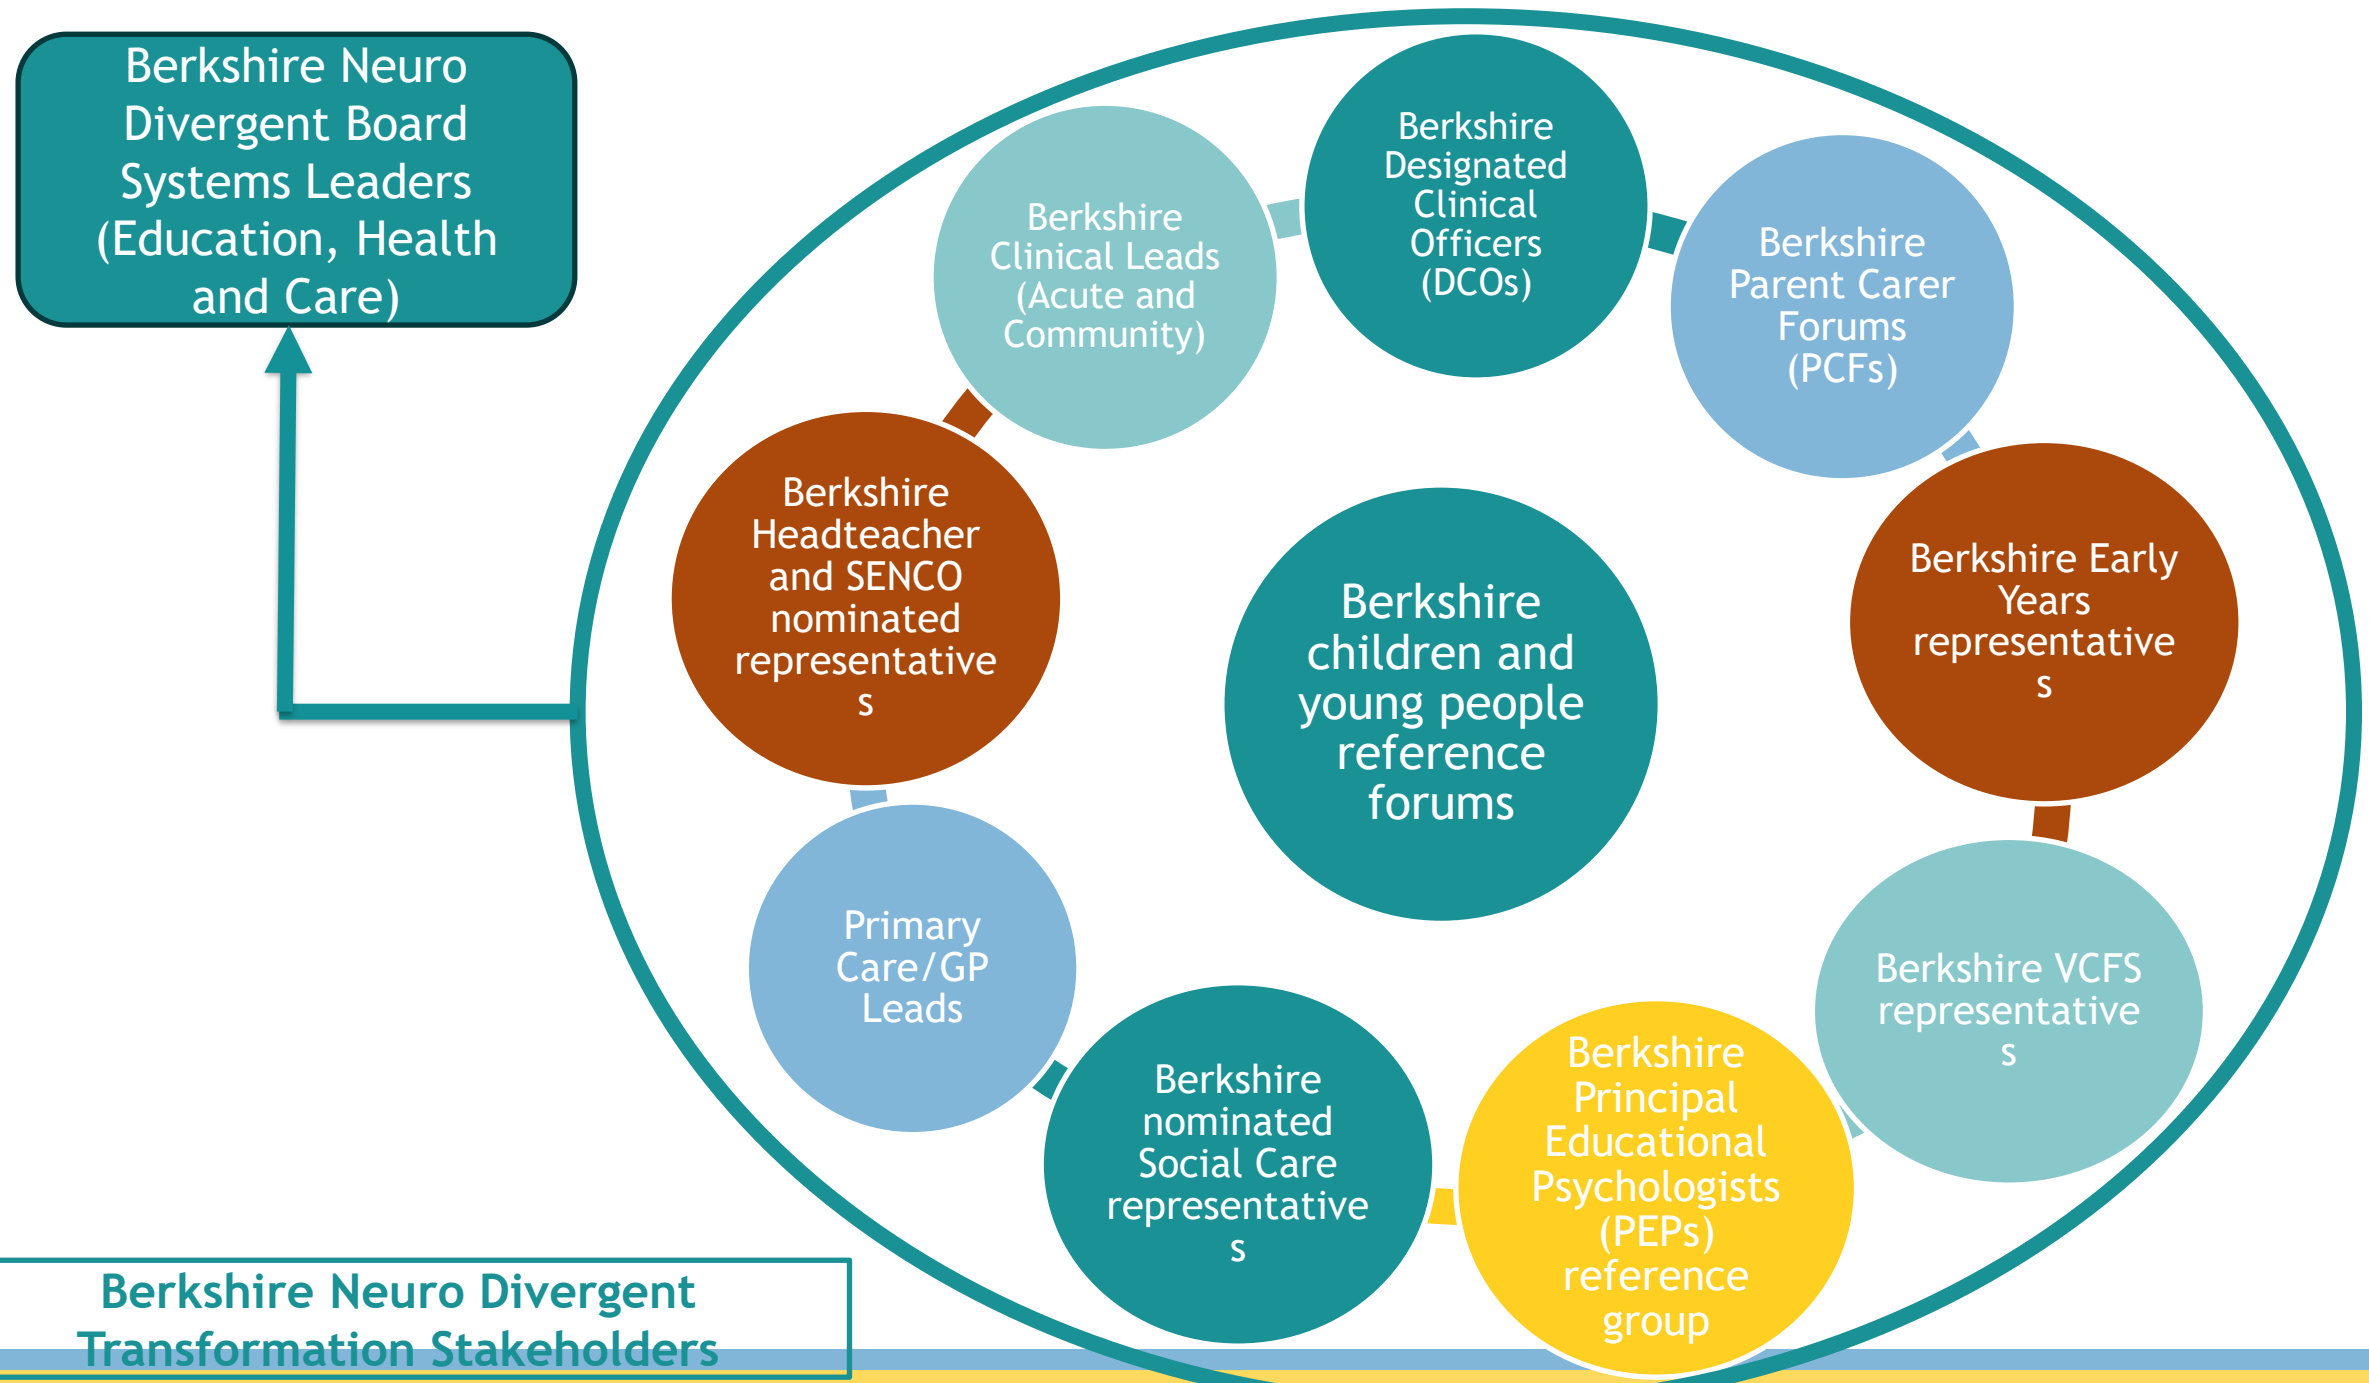 Berkshire Neuro
Divergent Board
Systems Leaders
(Education, Health
and Care)
Berkshire
Designated
Clinical
Officers
(DCOs)
Berkshire
Parent Carer
Forums
(PCFs)
Berkshire Early
Years
representative
s
Berkshire VCFS
representative
s
Berkshire
Principal
Educational
Psychologists
(PEPs)
reference
group
Berkshire
nominated
Social Care
representative
s
Primary
Care/GP
Leads
Berkshire
Headteacher
and SENCO
nominated
representative
s
Berkshire
Clinical Leads
(Acute and
Community)
Berkshire
children and
young people
reference
forums
Berkshire Neuro Divergent
Transformation Stakeholders